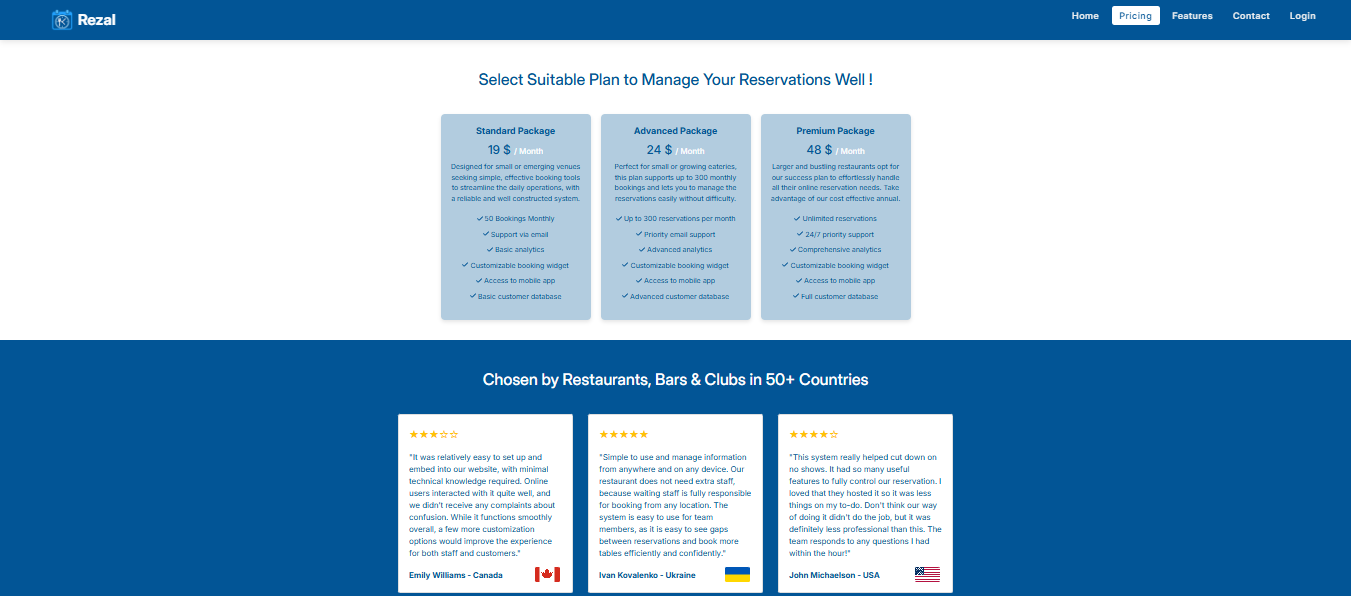 Rezal
Home Pricing Features Contact Login
Select Suitable Plan to Manage Your Reservations Well !
Standard Package
19 $ / Month
Designed for small or emerging venues
seeking simple, effective booking tools
to streamline the daily operations, with
a reliable and well constructed system.
50 Bookings Monthly
Support via email
Basic analytics
Customizable booking widget
Access to mobile app
Basic customer database
Advanced Package
24 $ / Month
Perfect for small or growing eateries,
this plan supports up to 300 monthly
bookings and lets you to manage the
reservations easily without difficulty.
Up to 300 reservations per month
Priority email support
Advanced analytics
Customizable booking widget
Access to mobile app
Advanced customer database
Premium Package
48 $ / Month
Larger and bustling restaurants opt for
our success plan to effortlessly handle
all their online reservation needs. Take
advantage of our cost effective annual.
Unlimited reservations
24/7 priority support
Comprehensive analytics
Customizable booking widget
Access to mobile app
Full customer database
Chosen by Restaurants, Bars & Clubs in 50+ Countries
"It was relatively easy to set up and
embed into our website, with minimal
technical knowledge required. Online
users interacted with it quite well, and
we didn't receive any complaints about
confusion. While it functions smoothly
overall, a few more customization
options would improve the experience
for both staff and customers."
Emily Williams - Canada
"Simple to use and manage information
from anywhere and on any device. Our
restaurant does not need extra staff,
because waiting staff is fully responsible
for booking from any location. The
system is easy to use for team
members, as it is easy to see gaps
between reservations and book more
tables efficiently and confidently."
Ivan Kovalenko - Ukraine
"This system really helped cut down on
no shows. It had so many useful
features to fully control our reservation. I
loved that they hosted it so it was less
things on my to-do. Don't think our way
of doing it didn't do the job, but it was
definitely less professional than this. The
team responds to any questions I had
within the hour!"
John Michaelson - USA